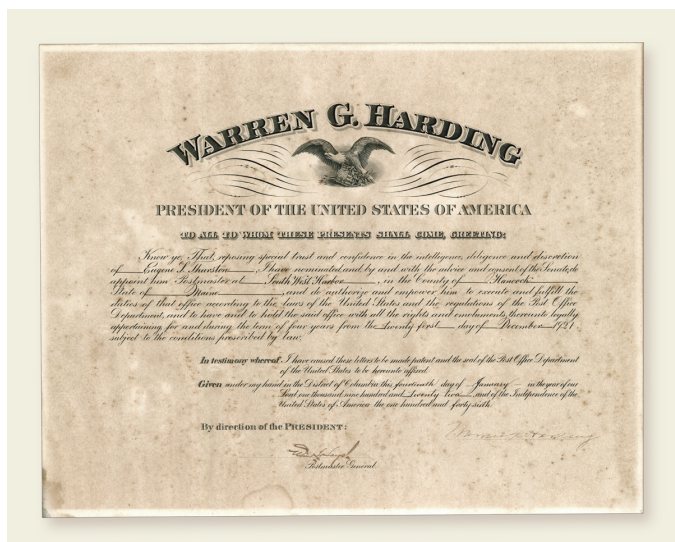 WARREN G. HARDING
PRESIDENT OF THE UNITED STATES OF AMERICA
TO ALL TO WHOM THESE PRESENTS SHALL COME, GREETING:
Know ye, That, reposing special trust and confidence in the intelligence, diligence and discretion
of Eugene S. Thurston, I have nominated, and, by and with the advice and consent of the Senate, do
appoint him Postmaster at South West Harbor, in the County of Hancock,
State of Maine, and do authorize and empower him to execute and fulfill the
duties of that office according to the laws of the United States and the regulations of the Post Office
Department, and to have and to hold the said office with all the rights and emoluments thereunto legally
appertaining for and during the term of four years from the twenty first day of December 1921
subject to the conditions prescribed by law.
In testimony whereof, I have caused these letters to be made patent and the seal of the Post Office Department
of the United States to be hereunto affixed.
Given under my hand in the District of Columbia this fourteenth day of January in the year of our
Lord one thousand nine hundred and twenty two and of the Independence of the
United States of America the one hundred and forty sixth.
By direction of the PRESIDENT:
Warren G Harding
Postmaster General.